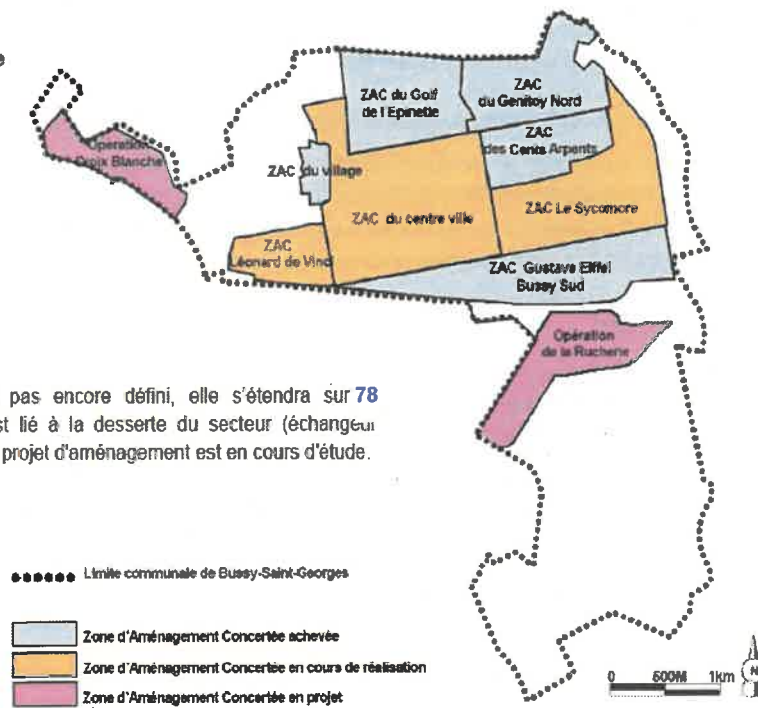 e
ZAC du Golf
de l'Epinette
ZAC
du Genitoy Nord
ZAC
des Cents Arpents
Opération
Croix Blanche
ZAC du village
ZAC du centre ville
ZAC Le Sycomore
ZAC
Léonard de Vinci
ZAC Gustave Eiffel
Bussy Sud
Opération
de la Rucherie
pas encore défini, elle s'étendra sur 78
st lié à la desserte du secteur (échangeur
projet d'aménagement est en cours d'étude.
Limite communale de Bussy-Saint-Georges
Zone d'Aménagement Concertée achevée
Zone d'Aménagement Concertée en cours de réalisation
Zone d'Aménagement Concertée en projet
0 500M 1km
N